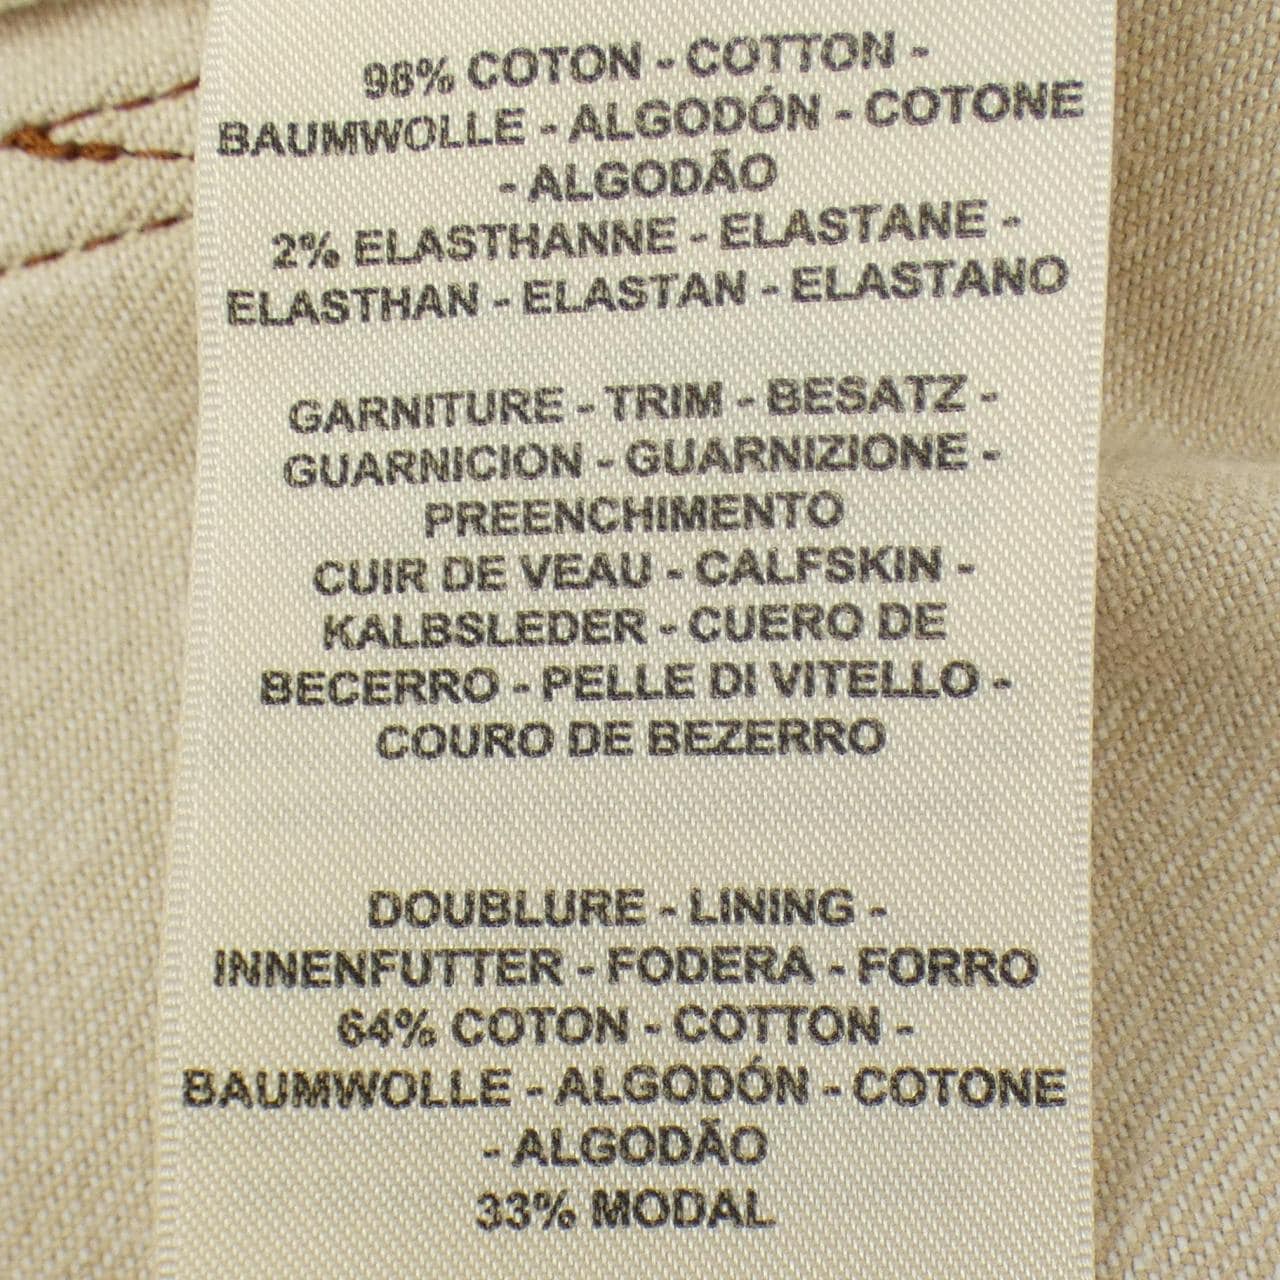 98% COTON - COTTON -
BAUMWOLLE - ALGODÓN - COTONE
- ALGODÃO
2% ELASTHANNE - ELASTANE -
ELASTHAN - ELASTAN - ELASTANO
GARNITURE - TRIM - BESATZ -
GUARNICION - GUARNIZIONE -
PREENCHIMENTO
CUIR DE VEAU - CALFSKIN -
KALBSLEDER - CUERO DE
BECERRO - PELLE DI VITELLO -
COURO DE BEZERRO
DOUBLURE - LINING -
INNENFUTTER - FODERA - FORRO
64% COTON - COTTON -
BAUMWOLLE - ALGODÓN - COTONE
- ALGODÃO
33% MODAL